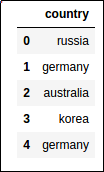 country
0 russia
1 germany
2 australia
3 korea
4 germany